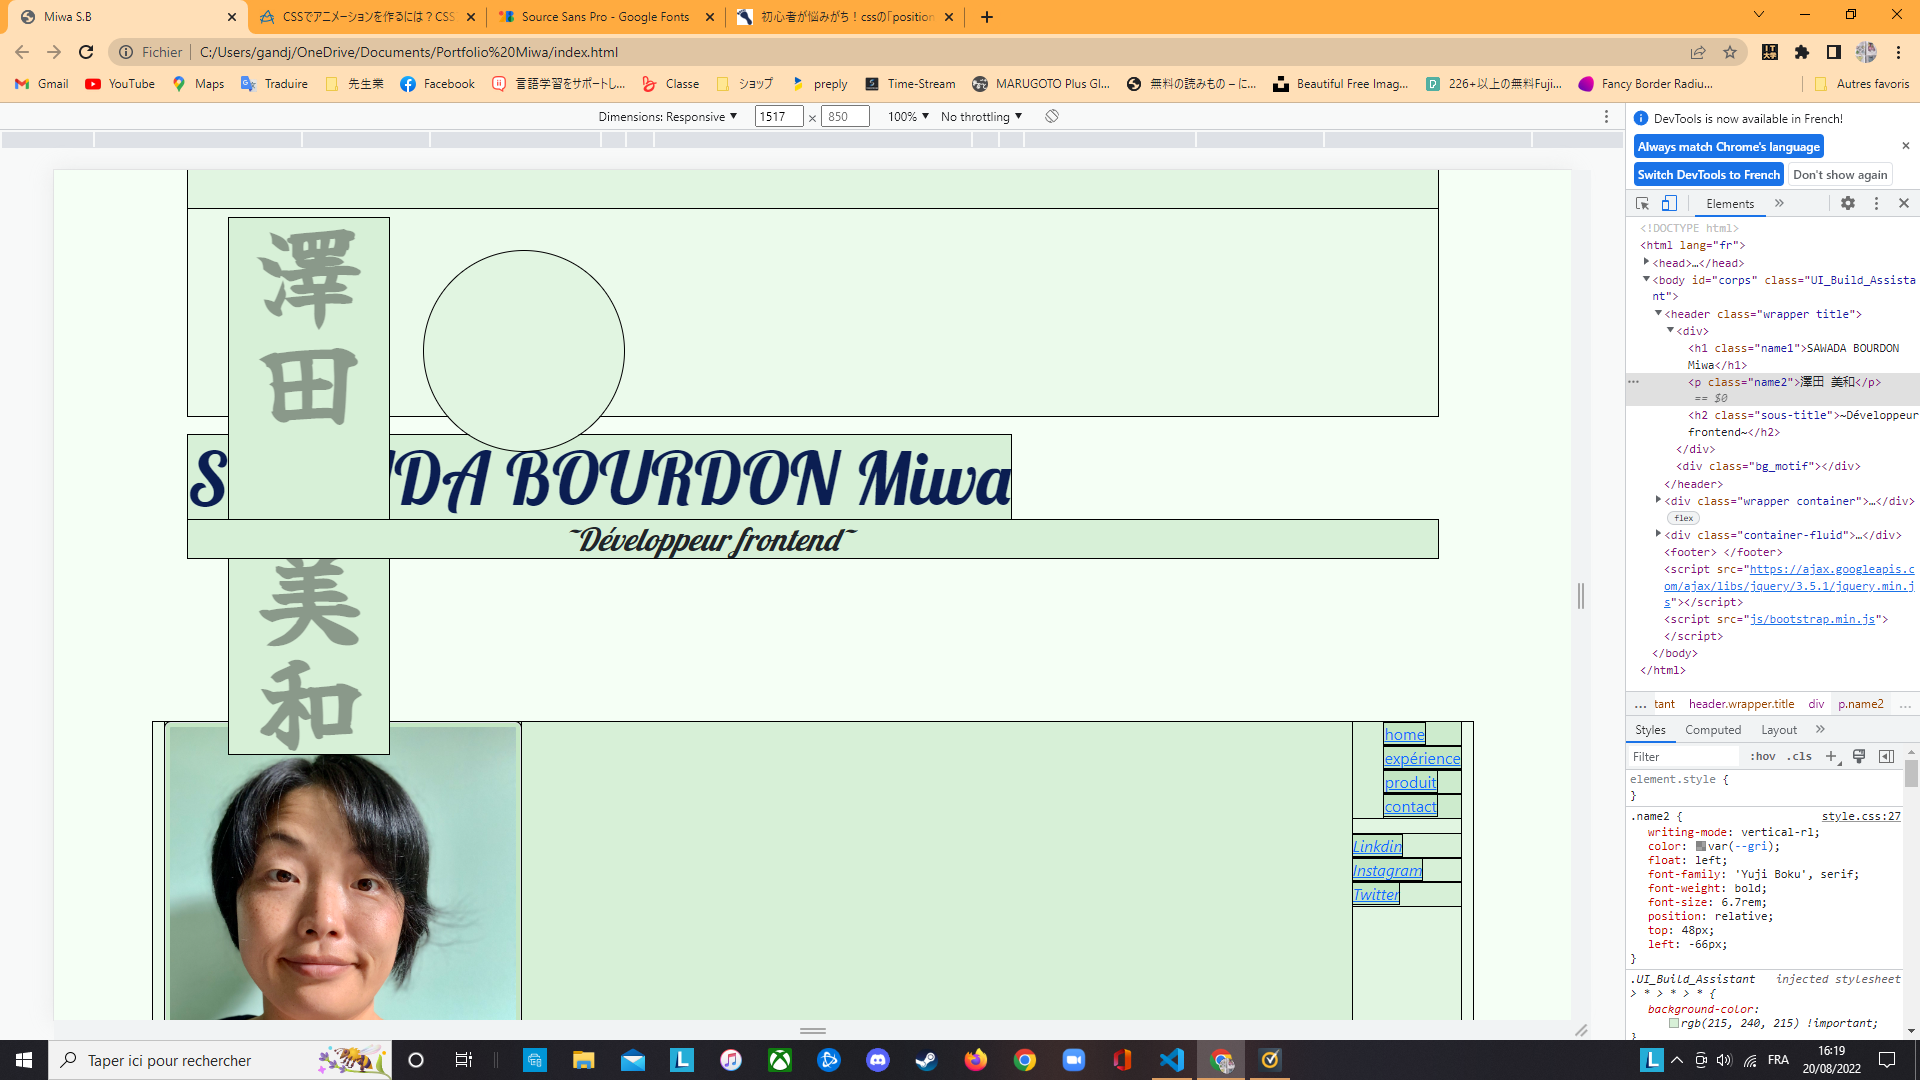 Miwa S.B
CSSでアニメーションを作るには？CSS
Source Sans Pro - Google Fonts
初心者が悩みがち！cssの「position
Fichier
C:/Users/gandj/OneDrive/Documents/Portfolio%20Miwa/index.html
Gmail
YouTube
Maps
Traduire
先生業
Facebook
言語学習をサポートし...
Classe
ショップ
preply
Time-Stream
MARUGOTO Plus Gl...
無料の読みもの – に...
Beautiful Free Imag...
226+以上の無料Fuji...
Fancy Border Radiu...
Autres favoris
Dimensions: Responsive ▼ 1517 × 850 100% ▼ No throttling ▼
DevTools is now available in French!
Always match Chrome's language
Switch DevTools to French
Don't show again
Elements
<!DOCTYPE html>
<html lang="fr">
<head>…</head>
<body id="corps" class="UI_Build_Assista
nt">
<header class="wrapper title">
<div>
<h1 class="name1">SAWADA BOURDON
Miwa</h1>
<p class="name2">澤田 美和</p>
== $0
<h2 class="sous-title">~Développeur
frontend~</h2>
</div>
<div class="bg_motif"></div>
</header>
<div class="wrapper container">…</div>
flex
<div class="container-fluid">…</div>
<footer> </footer>
<script src="https://ajax.googleapis.c
om/ajax/libs/jquery/3.5.1/jquery.min.j
s"></script>
<script src="js/bootstrap.min.js">
</script>
</body>
</html>
... tant header.wrapper.title div p.name2 ...
Styles Computed Layout
Filter :hov .cls
element.style {
}
.name2 { style.css:27
writing-mode: vertical-rl;
color: var(--gri);
float: left;
font-family: 'Yuji Boku', serif;
font-weight: bold;
font-size: 6.7rem;
position: relative;
top: 48px;
left: -66px;
}
.UI_Build_Assistant injected stylesheet
> * > * > * {
background-color:
rgb(215, 240, 215) !important;
}
澤田 美和
S DA BOURDON Miwa
~Développeur frontend~
home
expérience
produit
contact
Linkdin
Instagram
Twitter
Taper ici pour rechercher
FRA
16:19
20/08/2022